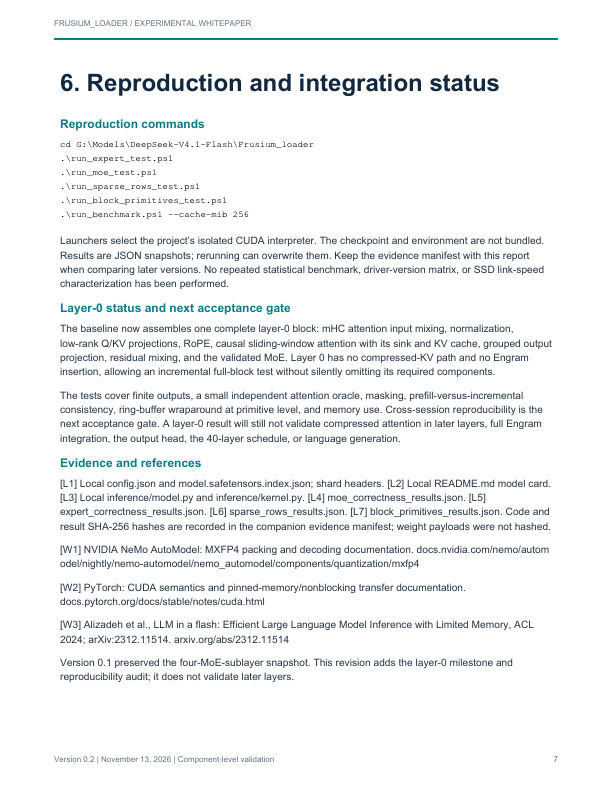 FRUSIUM_LOADER / EXPERIMENTAL WHITEPAPER
6. Reproduction and integration status
Reproduction commands
cd G:\Models\DeepSeek-V4.1-Flash\Frusium_loader
.\run_expert_test.ps1
.\run_moe_test.ps1
.\run_sparse_rows_test.ps1
.\run_block_primitives_test.ps1
.\run_benchmark.ps1 --cache-mib 256
Launchers select the project's isolated CUDA interpreter. The checkpoint and environment are not bundled.
Results are JSON snapshots; rerunning can overwrite them. Keep the evidence manifest with this report
when comparing later versions. No repeated statistical benchmark, driver-version matrix, or SSD link-speed
characterization has been performed.
Layer-0 status and next acceptance gate
The baseline now assembles one complete layer-0 block: mHC attention input mixing, normalization,
low-rank Q/KV projections, RoPE, causal sliding-window attention with its sink and KV cache, grouped output
projection, residual mixing, and the validated MoE. Layer 0 has no compressed-KV path and no Engram
insertion, allowing an incremental full-block test without silently omitting its required components.
The tests cover finite outputs, a small independent attention oracle, masking, prefill-versus-incremental
consistency, ring-buffer wraparound at primitive level, and memory use. Cross-session reproducibility is the
next acceptance gate. A layer-0 result will still not validate compressed attention in later layers, full Engram
integration, the output head, the 40-layer schedule, or language generation.
Evidence and references
[L1] Local config.json and model.safetensors.index.json; shard headers. [L2] Local README.md model card.
[L3] Local inference/model.py and inference/kernel.py. [L4] moe_correctness_results.json. [L5]
expert_correctness_results.json. [L6] sparse_rows_results.json. [L7] block_primitives_results.json. Code and
result SHA-256 hashes are recorded in the companion evidence manifest; weight payloads were not hashed.
[W1] NVIDIA NeMo AutoModel: MXFP4 packing and decoding documentation. docs.nvidia.com/nemo/autom
odel/nightly/nemo-automodel/nemo_automodel/components/quantization/mxfp4
[W2] PyTorch: CUDA semantics and pinned-memory/nonblocking transfer documentation.
docs.pytorch.org/docs/stable/notes/cuda.html
[W3] Alizadeh et al., LLM in a flash: Efficient Large Language Model Inference with Limited Memory, ACL
2024; arXiv:2312.11514. arxiv.org/abs/2312.11514
Version 0.1 preserved the four-MoE-sublayer snapshot. This revision adds the layer-0 milestone and
reproducibility audit; it does not validate later layers.
Version 0.2 | November 13, 2026 | Component-level validation
7